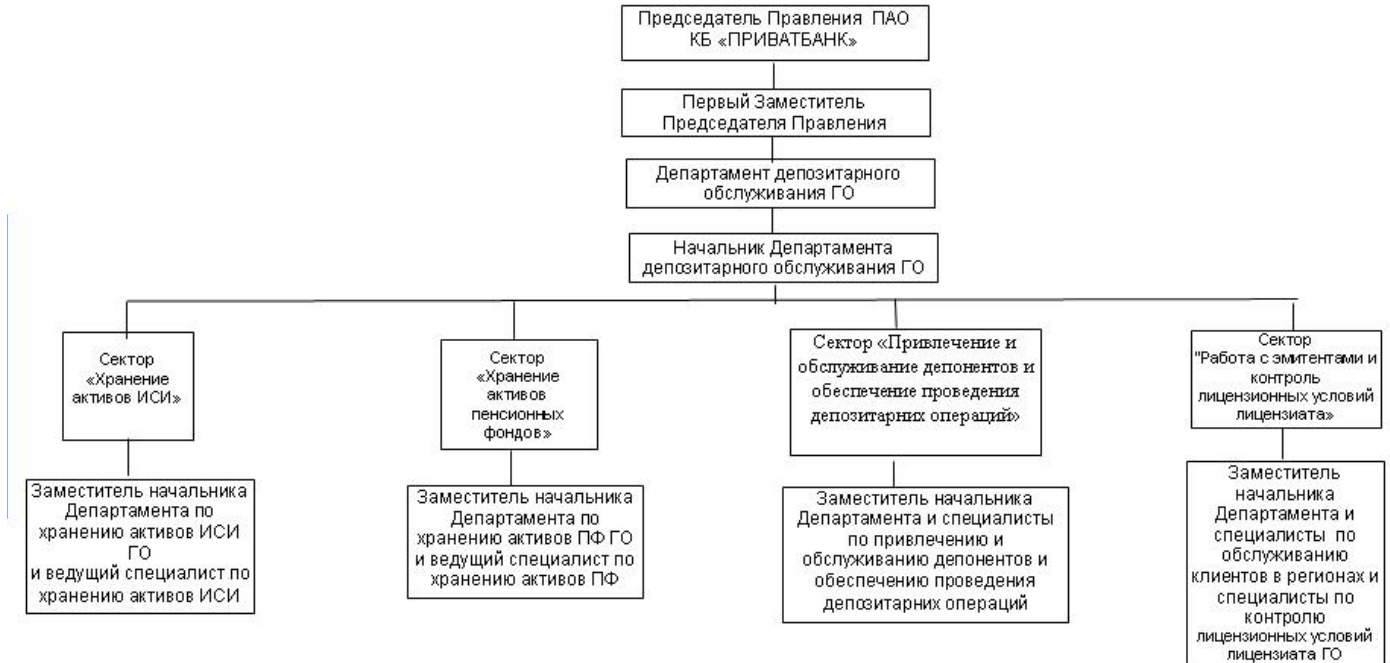 Председатель Правления ПАО
КБ «ПРИВАТБАНК»
Первый Заместитель
Председателя Правления
Департамент депозитарного
обслуживания ГО
Начальник Департамента
депозитарного обслуживания ГО
Сектор
«Хранение
активов ИСИ»
Сектор
«Хранение
активов
пенсионных
фондов»
Сектор «Привлечение и
обслуживание депонентов и
обеспечение проведения
депозитарних операций»
Сектор
"Работа с эмитентами и
контроль
лицензионных условий
лицензиата»
Заместитель начальника
Департамента по
хранению активов ИСИ
ГО
и ведущий специалист по
хранению активов ИСИ
Заместитель начальника
Департамента по
хранению активов ПФ ГО
и ведущий специалист по
хранению активов ПФ
Заместитель начальника
Департамента и специалисты
по привлечению и
обслуживанию депонентов и
обеспечению проведения
депозитарних операций
Заместитель
начальника
Департамента и
специалисты по
обслуживанию
клиентов в регионах и
специалисты по
контролю
лицензионных условий
лицензиата ГО